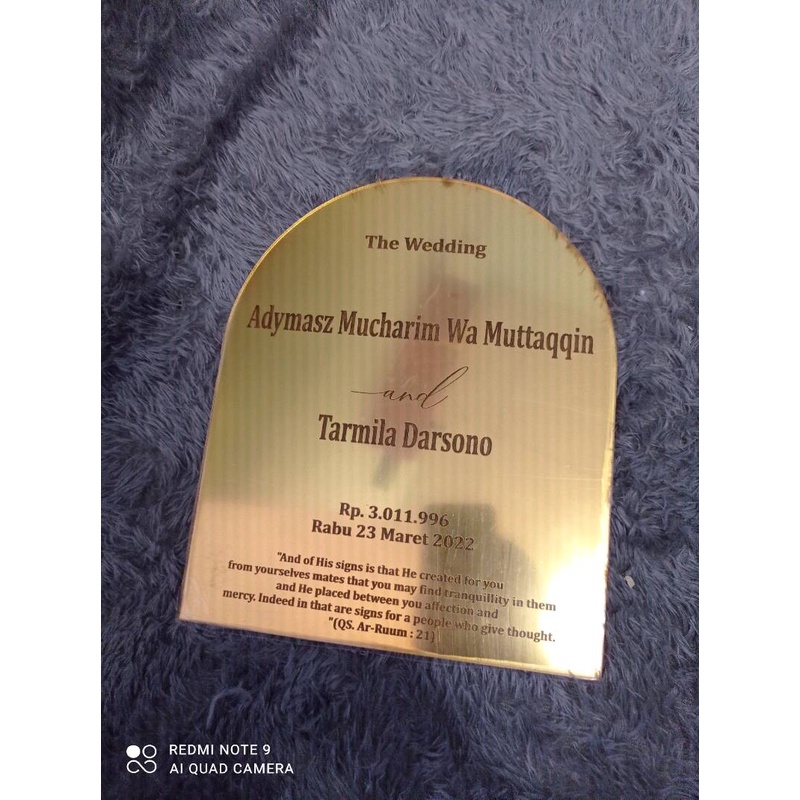 The Wedding
Adymasz Mucharim Wa Muttaqqin
and
Tarmila Darsono
Rp. 3.011.996
Rabu 23 Maret 2022
"And of His signs is that He created for you
from yourselves mates that you may find tranquillity in them
and He placed between you affection and
mercy. Indeed in that are signs for a people who give thought.
"(QS. Ar-Ruum : 21)
REDMI NOTE 9
AI QUAD CAMERA